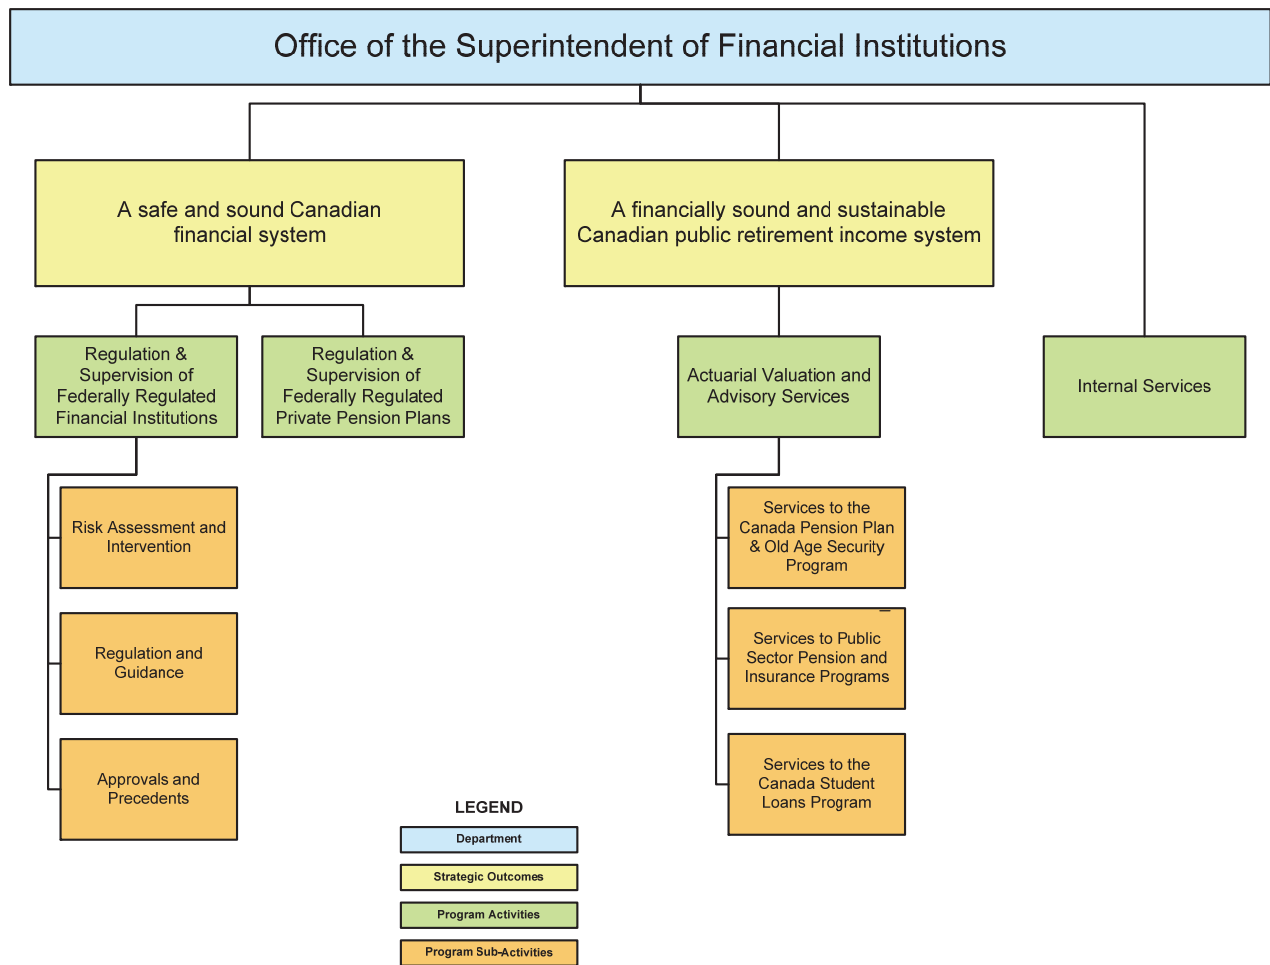 Office of the Superintendent of Financial Institutions
A safe and sound Canadian
financial system
A financially sound and sustainable
Canadian public retirement income system
Regulation &
Supervision of
Federally Regulated
Financial Institutions
Regulation &
Supervision of
Federally Regulated
Private Pension Plans
Actuarial Valuation and
Advisory Services
Internal Services
Risk Assessment and
Intervention
Regulation and
Guidance
Approvals and
Precedents
Services to the
Canada Pension Plan
& Old Age Security
Program
Services to Public
Sector Pension and
Insurance Programs
Services to the
Canada Student
Loans Program
LEGEND
Department
Strategic Outcomes
Program Activities
Program Sub-Activities